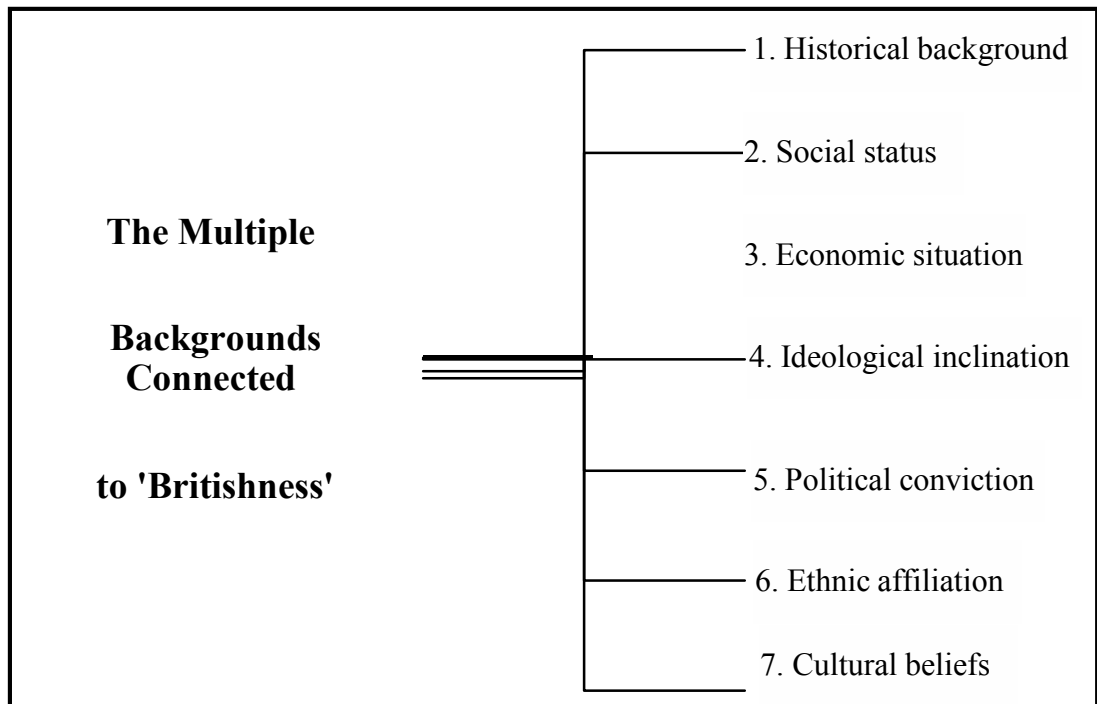 The Multiple
Backgrounds
Connected
to 'Britishness'
1. Historical background
2. Social status
3. Economic situation
4. Ideological inclination
5. Political conviction
6. Ethnic affiliation
7. Cultural beliefs